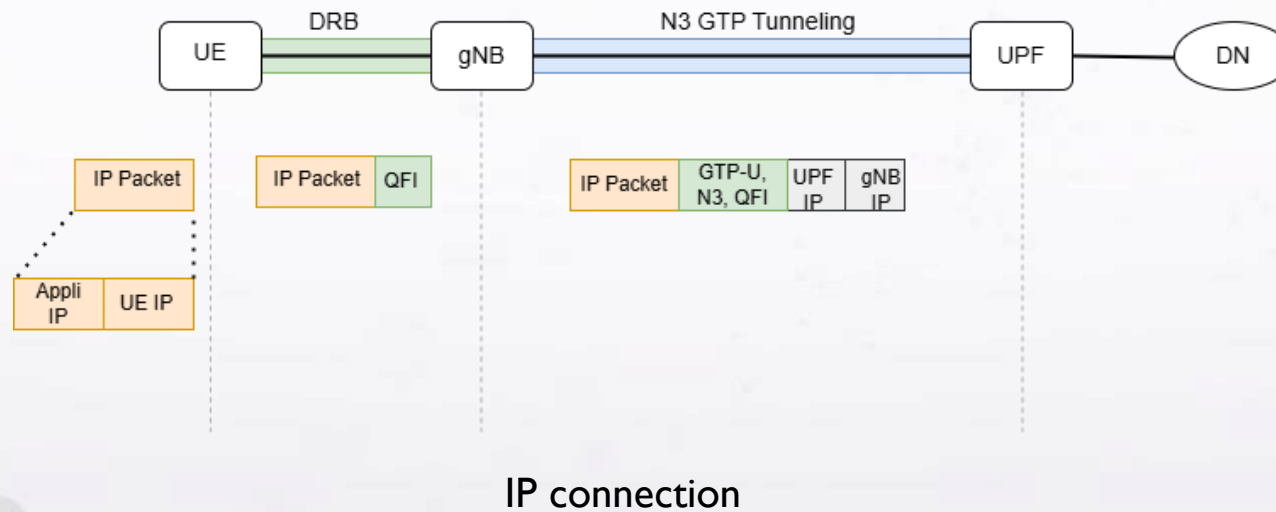 DRB
N3 GTP Tunneling
UE
gNB
UPF
DN
IP Packet
IP Packet
QFI
IP Packet
GTP-U,
N3, QFI
UPF
IP
gNB
IP
Appli
IP
UE IP
IP connection